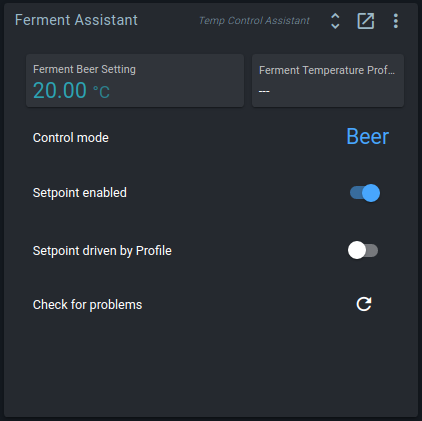 Ferment Assistant
Temp Control Assistant
Ferment Beer Setting
20.00 °C
Ferment Temperature Prof…
---
Control mode
Beer
Setpoint enabled
Setpoint driven by Profile
Check for problems